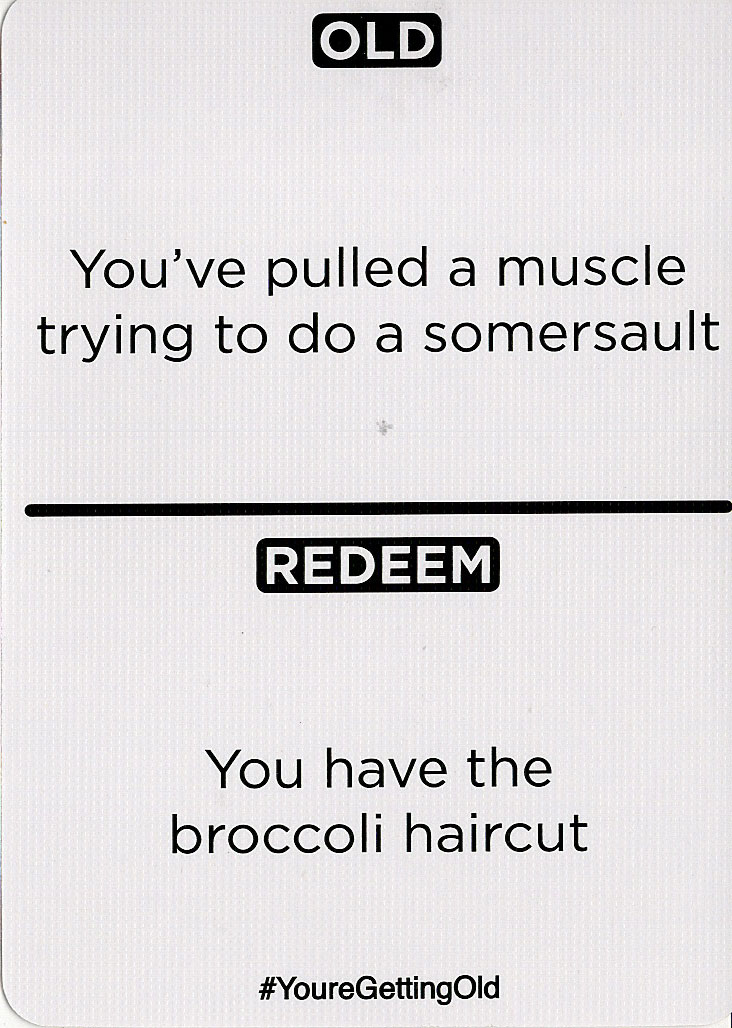 OLD
You’ve pulled a muscle
trying to do a somersault
REDEEM
You have the
broccoli haircut
#YoureGettingOld